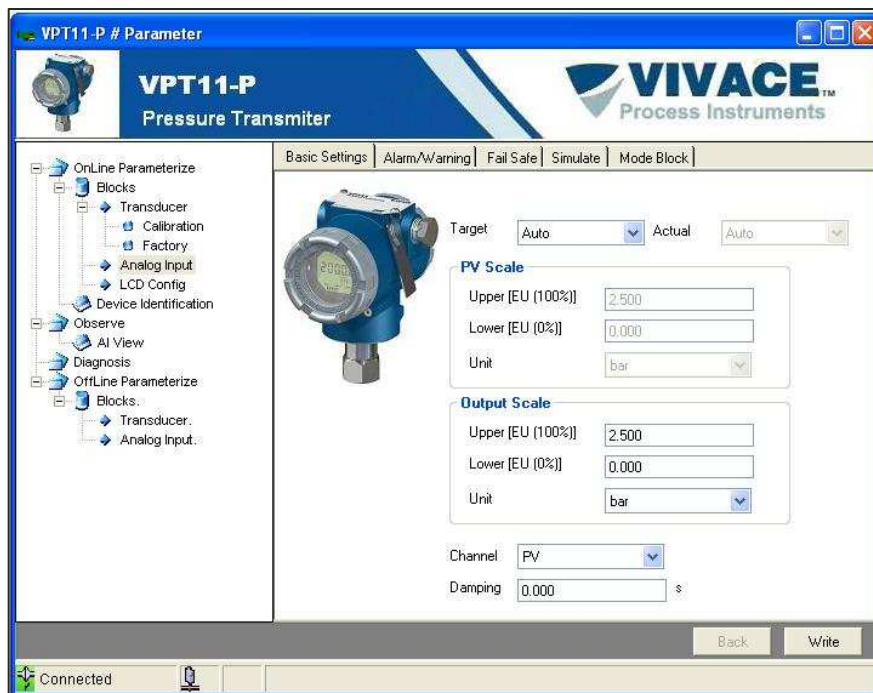 VPT11-P # Parameter
VPT11-P
Pressure Transmiter
VIVACE TM
Process Instruments
OnLine Parameterize
Blocks
Transducer
Calibration
Factory
Analog Input
LCD Config
Device Identification
Observe
AI View
Diagnosis
OffLine Parameterize
Blocks.
Transducer.
Analog Input.
Basic Settings Alarm/Warning Fail Safe Simulate Mode Block
Target Auto Actual Auto
PV Scale
Upper [EU (100%)] 2.500
Lower [EU (0%)] 0.000
Unit bar
Output Scale
Upper [EU (100%)] 2.500
Lower [EU (0%)] 0.000
Unit bar
Channel PV
Damping 0.000 s
Back Write
Connected